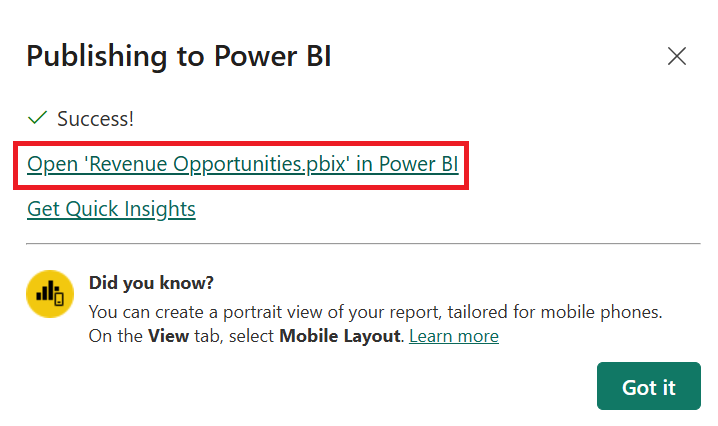 Publishing to Power BI
Success!
Open 'Revenue Opportunities.pbix' in Power BI
Get Quick Insights
Did you know?
You can create a portrait view of your report, tailored for mobile phones.
On the View tab, select Mobile Layout. Learn more
Got it